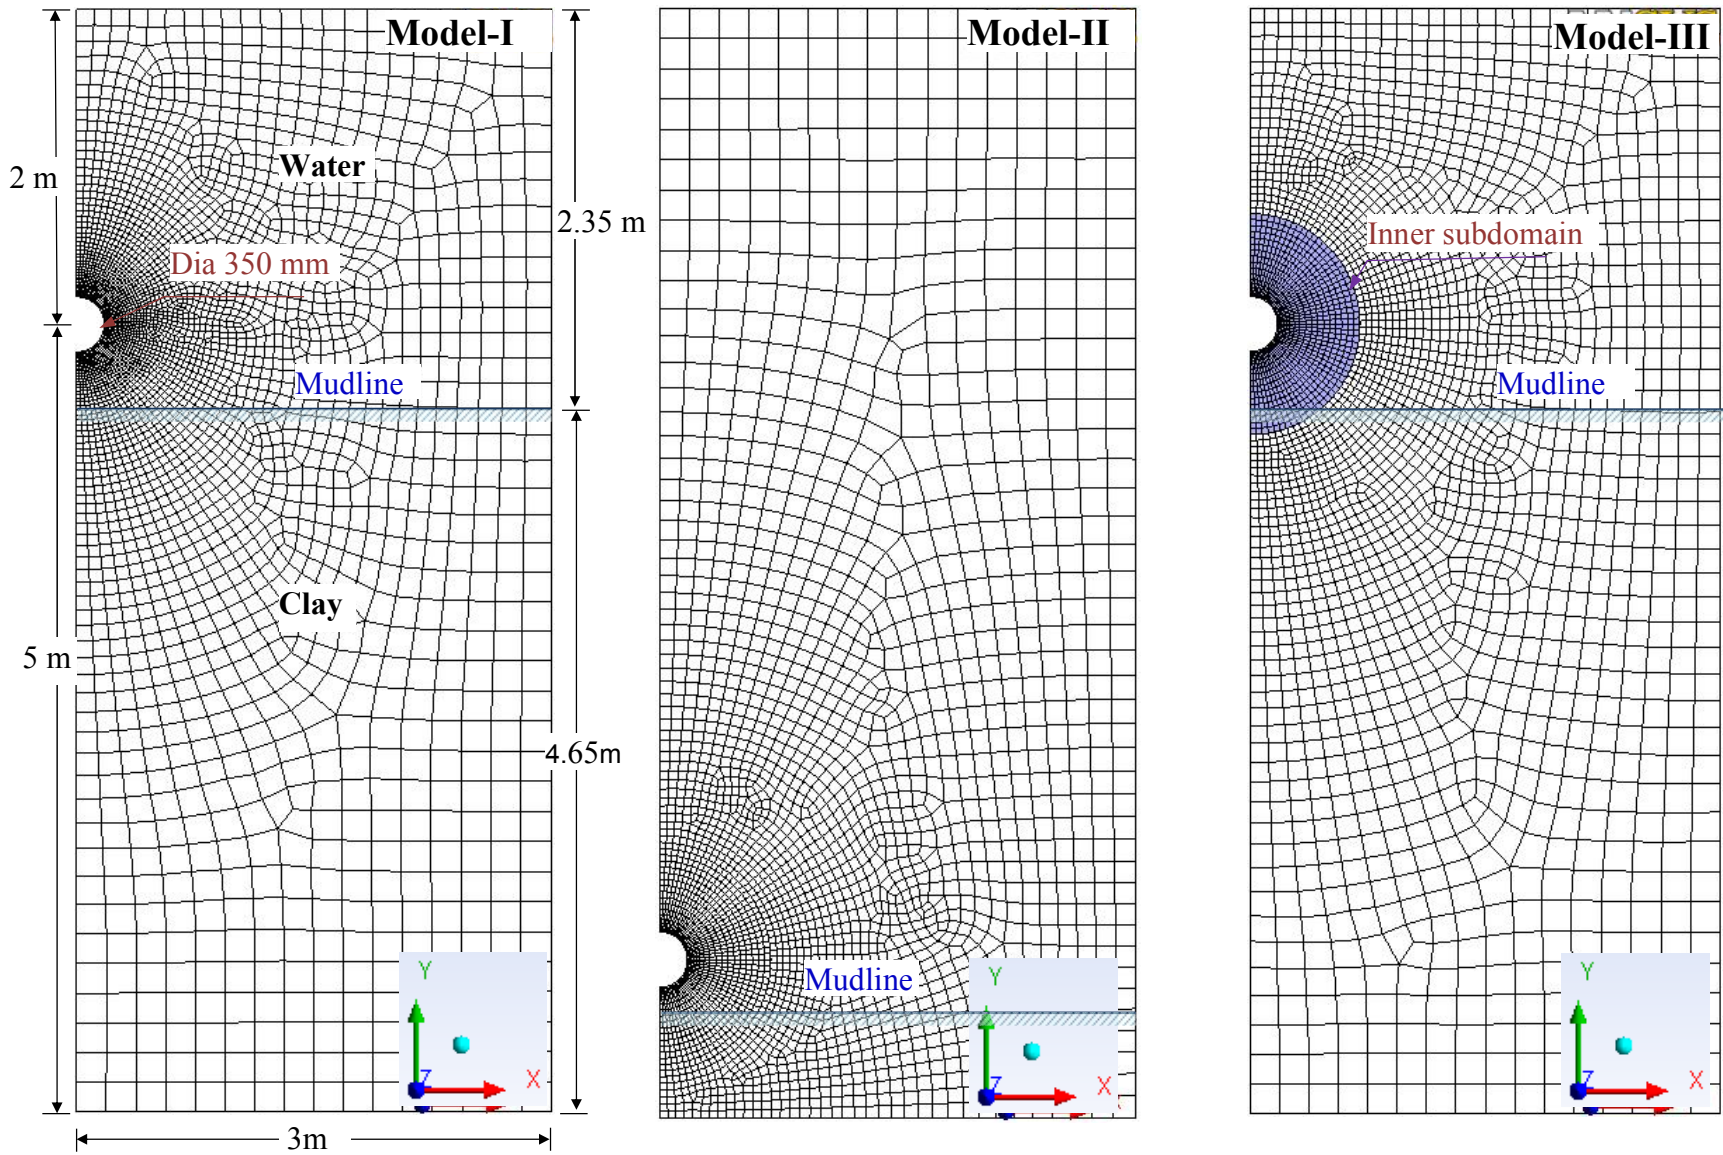 Model-I
Model-II
Model-III
Water
2 m
2.35 m
Inner subdomain
Dia 350 mm
Mudline
Mudline
Clay
5 m
4.65m
Y
Y
Y
Mudline
Z
X
Z
X
Z
X
3m